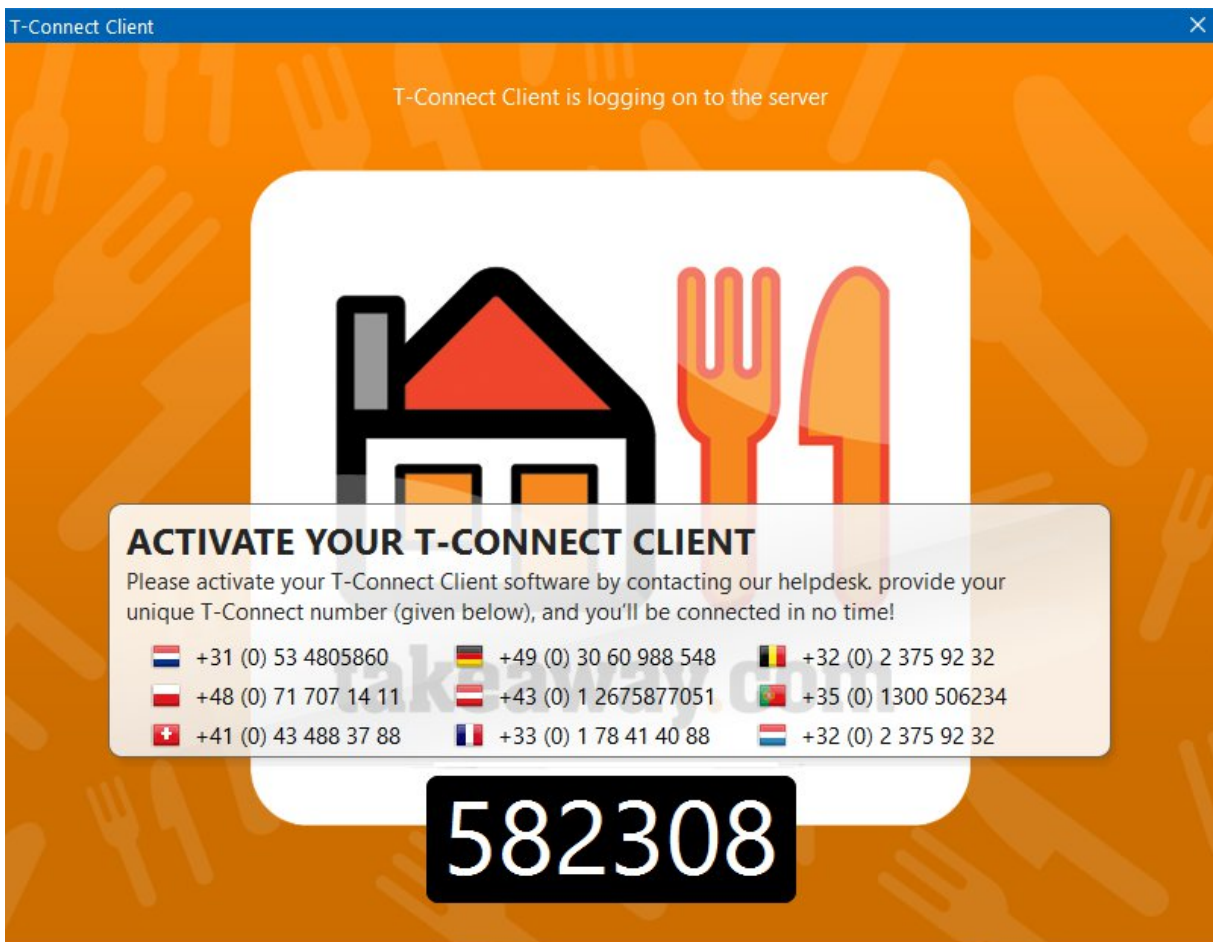 T-Connect Client
T-Connect Client is logging on to the server
ACTIVATE YOUR T-CONNECT CLIENT
Please activate your T-Connect Client software by contacting our helpdesk. provide your
unique T-Connect number (given below), and you'll be connected in no time!
+31 (0) 53 4805860 +49 (0) 30 60 988 548 +32 (0) 2 375 92 32
+48 (0) 71 707 14 11 +43 (0) 1 2675877051 +35 (0) 1300 506234
+41 (0) 43 488 37 88 +33 (0) 1 78 41 40 88 +32 (0) 2 375 92 32
takeaway.com
582308